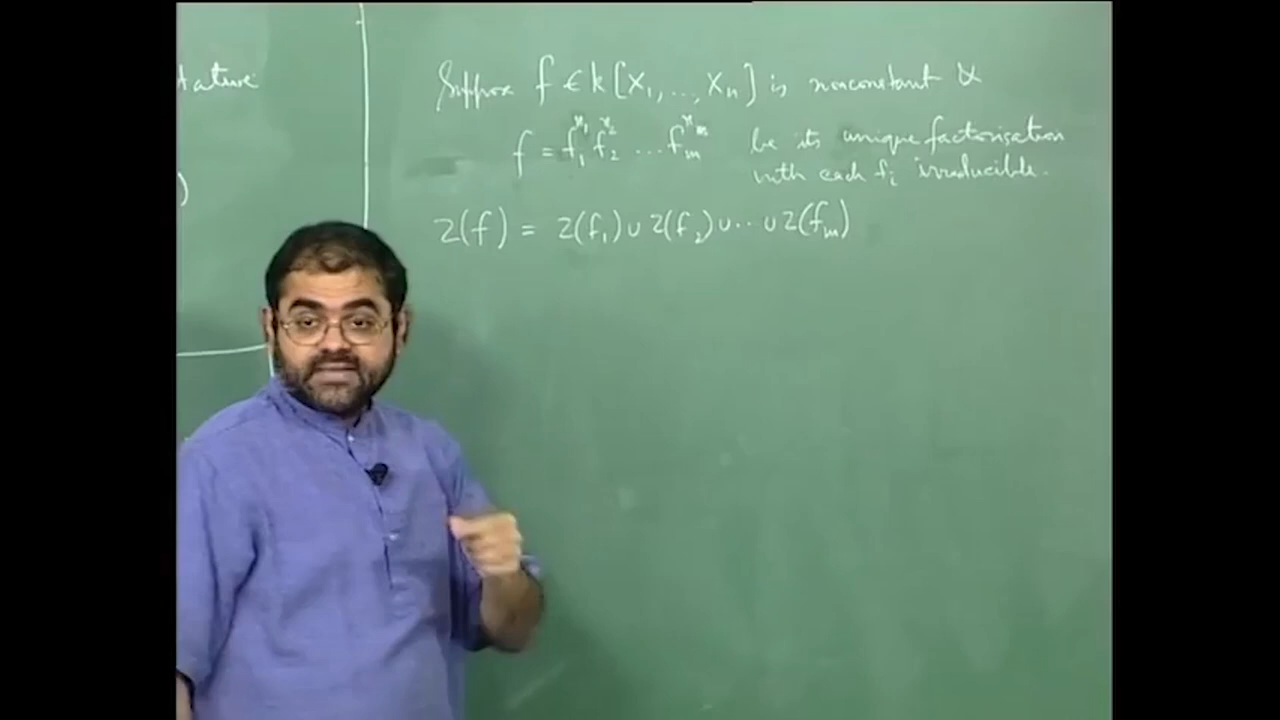 Suppose f ∈ k[X₁, ..., Xₙ] is nonconstant &
f = f₁^{r₁} f₂^{r₂} ... fₘ^{rₘ} be its unique factorisation
with each fᵢ irreducible.
Z(f) = Z(f₁) ∪ Z(f₂) ∪ ·· ∪ Z(fₘ)